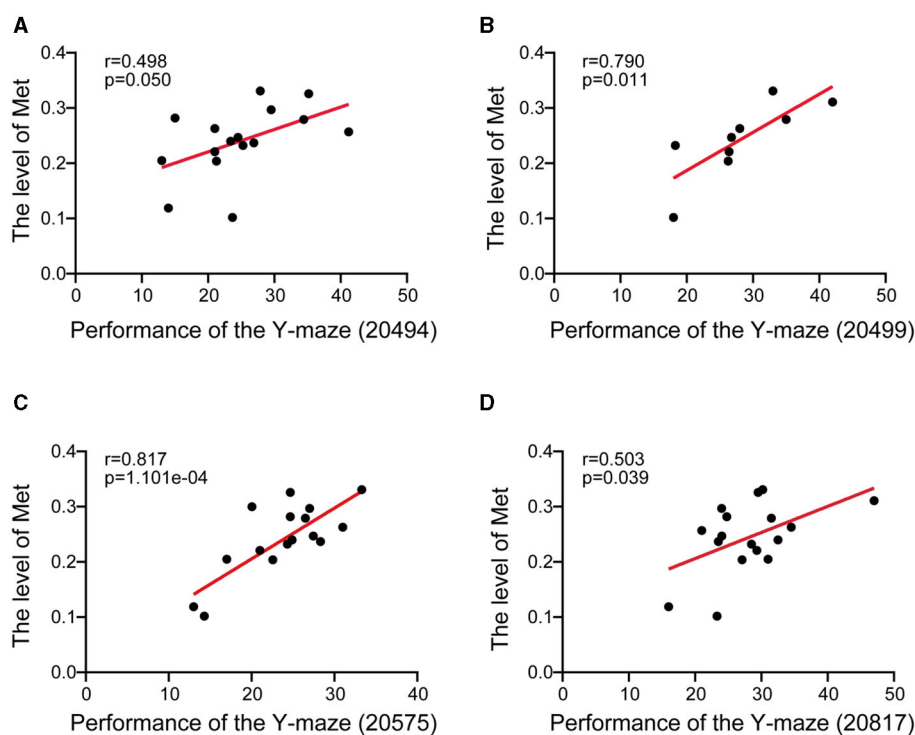 A
r=0.498
p=0.050
The level of Met
0.4
0.3
0.2
0.1
0.0
0 10 20 30 40 50
Performance of the Y-maze (20494)
B
r=0.790
p=0.011
The level of Met
0.4
0.3
0.2
0.1
0.0
0 10 20 30 40 50
Performance of the Y-maze (20499)
C
r=0.817
p=1.101e-04
The level of Met
0.4
0.3
0.2
0.1
0.0
0 10 20 30 40
Performance of the Y-maze (20575)
D
r=0.503
p=0.039
The level of Met
0.4
0.3
0.2
0.1
0.0
0 10 20 30 40 50
Performance of the Y-maze (20817)